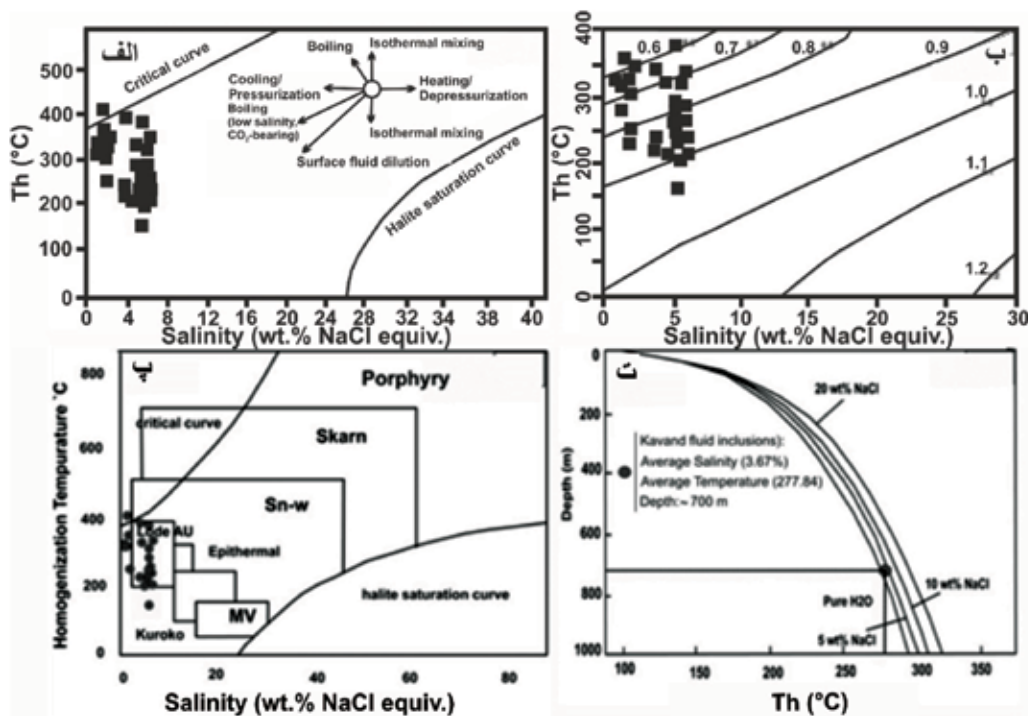 الف
Th (°C)
500
400
300
200
100
0
Critical curve
Boiling
Isothermal mixing
Cooling/
Pressurization
Heating/
Depressurization
Boiling
(low salinity,
CO₂-bearing)
Isothermal mixing
Surface fluid dilution
Halite saturation curve
0 4 8 12 16 20 24 28 32 36 40
Salinity (wt.% NaCl equiv.)
ب
Th (°C)
400
300
200
100
0
0.6
0.7
0.8
0.9
1.0
1.1
1.2
0 10 20 30
Salinity (wt.% NaCl equiv.)
Homogenization Tempurature °C
800
600
400
200
0
پ
Porphyry
critical curve
Skarn
Sn-w
Lode AU
Epithermal
MV
Kuroko
halite saturation curve
0 20 40 60 80
Salinity (wt.% NaCl equiv.)
Depth (m)
0
200
400
600
800
1000
20 wt% NaCl
Kavand fluid inclusions):
Average Salinity (3.67%)
Average Temperature (277.84)
Depth:~ 700 m
10 wt% NaCl
Pure H2O
5 wt% NaCl
100 150 200 250 300 350
Th (°C)